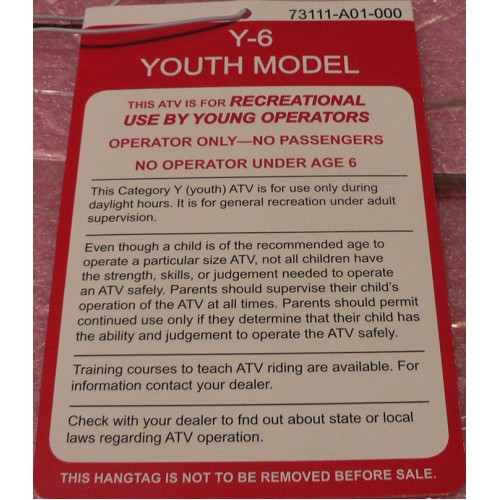 73111-A01-000
Y-6
YOUTH MODEL
THIS ATV IS FOR RECREATIONAL
USE BY YOUNG OPERATORS
OPERATOR ONLY—NO PASSENGERS
NO OPERATOR UNDER AGE 6
This Category Y (youth) ATV is for use only during
daylight hours. It is for general recreation under adult
supervision.
Even though a child is of the recommended age to
operate a particular size ATV, not all children have
the strength, skills, or judgement needed to operate
an ATV safely. Parents should supervise their child's
operation of the ATV at all times. Parents should permit
continued use only if they determine that their child has
the ability and judgement to operate the ATV safely.
Training courses to teach ATV riding are available. For
information contact your dealer.
Check with your dealer to fnd out about state or local
laws regarding ATV operation.
THIS HANGTAG IS NOT TO BE REMOVED BEFORE SALE.